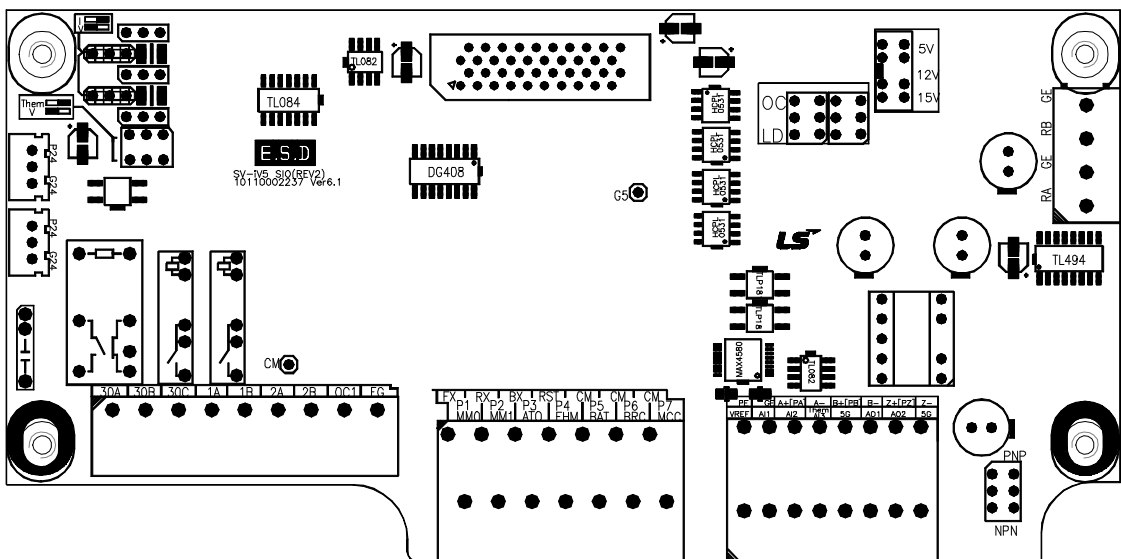 I
V
Them
V
P24
G24
P24
G24
TL084
E.S.D
SV-IV5 SIO(REV2)
10110002237 Ver6.1
TL082
DG408
G5
HCPL
0531
HCPL
0531
HCPL
0531
HCPL
0531
OC
LD
5V
12V
15V
GE
RB
GE
RA
LS
TL494
TLP18
TLP18
MAX4580
TL082
CM
30A 30B 30C 1A 1B 2A 2B OC1 EG
FX RX BX RST CM CM CM
P1 P2 P3 P4 P5 P6 P7
MM0 MM1 ATO EHM BAT BRC MCC
PE GE A+[PA] A- B+[PB] B- Z+[PZ] Z-
VREF AI1 AI2 Them AI3 5G AO1 AO2 5G
PNP
NPN